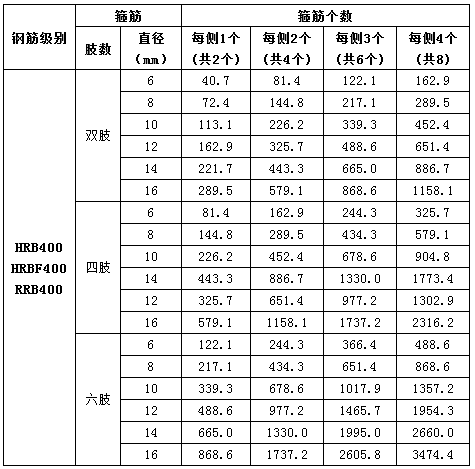 钢筋级别 箍筋 箍筋个数
肢数 直径(mm) 每侧1个(共2个) 每侧2个(共4个) 每侧3个(共6个) 每侧4个(共8)
HRB400
HRBF400
RRB400
双肢
6 40.7 81.4 122.1 162.9
8 72.4 144.8 217.1 289.5
10 113.1 226.2 339.3 452.4
12 162.9 325.7 488.6 651.4
14 221.7 443.3 665.0 886.7
16 289.5 579.1 868.6 1158.1
四肢
6 81.4 162.9 244.3 325.7
8 144.8 289.5 434.3 579.1
10 226.2 452.4 678.6 904.8
14 443.3 886.7 1330.0 1773.4
12 325.7 651.4 977.2 1302.9
16 579.1 1158.1 1737.2 2316.2
六肢
6 122.1 244.3 366.4 488.6
8 217.1 434.3 651.4 868.6
10 339.3 678.6 1017.9 1357.2
12 488.6 977.2 1465.7 1954.3
14 665.0 1330.0 1995.0 2660.0
16 868.6 1737.2 2605.8 3474.4